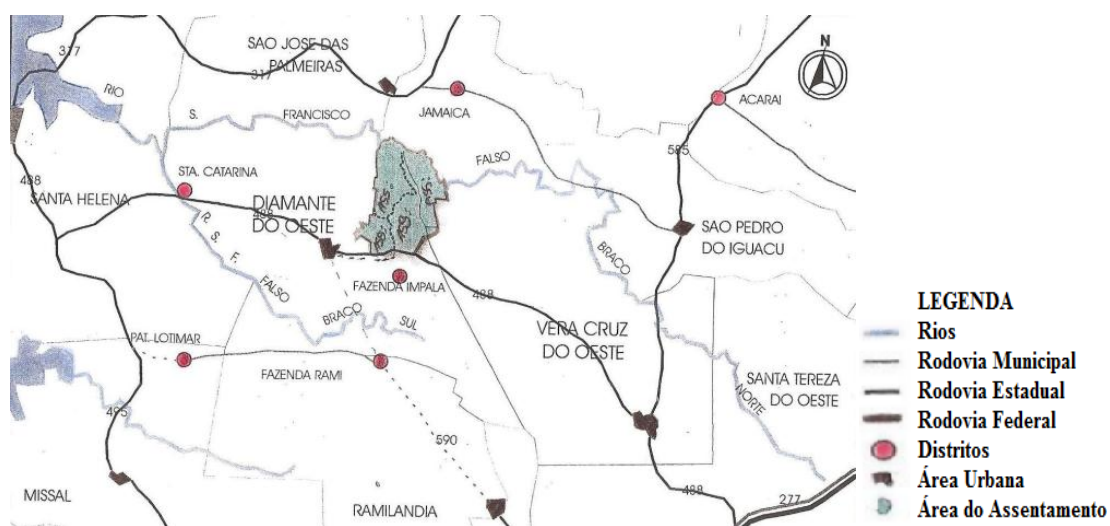 317
SAO JOSE DAS
PALMEIRAS
317
N
RIO
S.
FRANCISCO
JAMAICA
ACARAI
FALSO
585
488
STA. CATARINA
SANTA HELENA
DIAMANTE
DO OESTE
488
R. S. F.
FALSO
SAO PEDRO
DO IGUACU
BRACO
FAZENDA IMPALA
488
BRACO
SUL
VERA CRUZ
DO OESTE
PAT. LOTIMAR
FAZENDA RAMI
SANTA TEREZA
DO OESTE
NORTE
495
590
MISSAL
RAMILANDIA
488
277
LEGENDA
Rios
Rodovia Municipal
Rodovia Estadual
Rodovia Federal
Distritos
Área Urbana
Área do Assentamento